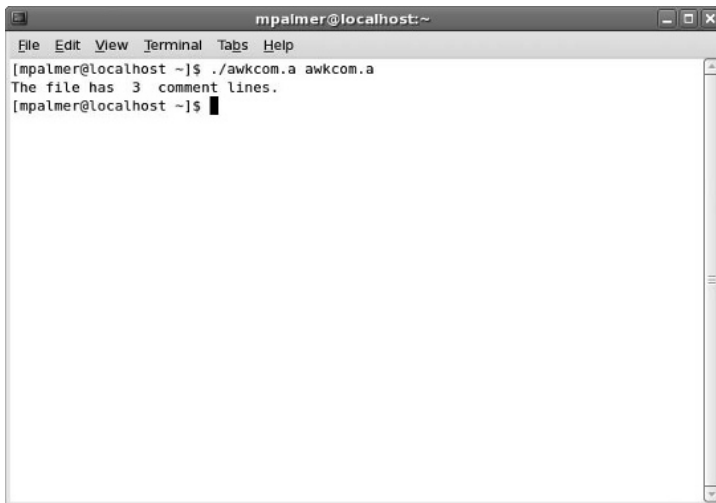 mpalmer@localhost:~
File Edit View Terminal Tabs Help
[mpalmer@localhost ~]$ ./awkcom.a awkcom.a
The file has  3  comment lines.
[mpalmer@localhost ~]$